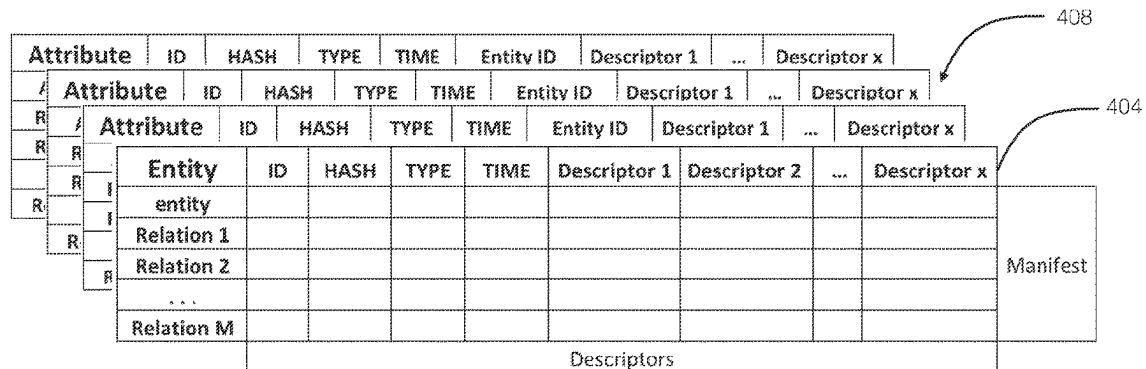 408
Attribute ID HASH TYPE TIME Entity ID Descriptor 1 ... Descriptor x
Attribute ID HASH TYPE TIME Entity ID Descriptor 1 ... Descriptor x
Attribute ID HASH TYPE TIME Entity ID Descriptor 1 ... Descriptor x
404
Entity ID HASH TYPE TIME Descriptor 1 Descriptor 2 ... Descriptor x
entity
Relation 1
Relation 2
Manifest
...
Relation M
Descriptors